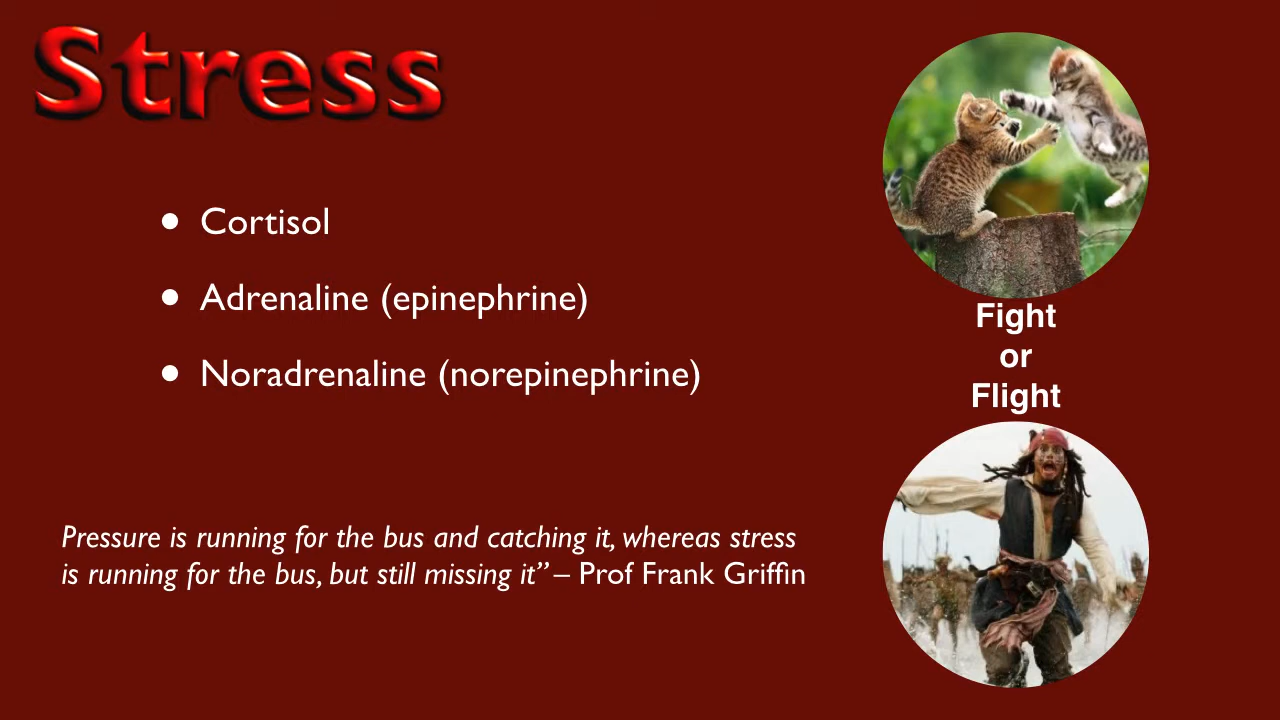 Stress
• Cortisol
• Adrenaline (epinephrine)
• Noradrenaline (norepinephrine)
Fight
or
Flight
Pressure is running for the bus and catching it, whereas stress
is running for the bus, but still missing it” – Prof Frank Griffin